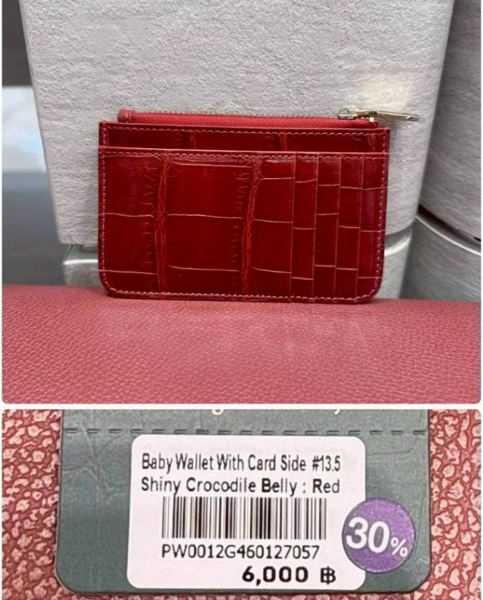 Baby Wallet With Card Side #13.5
Shiny Crocodile Belly : Red
PW0012G460127057
6,000 ฿
30%